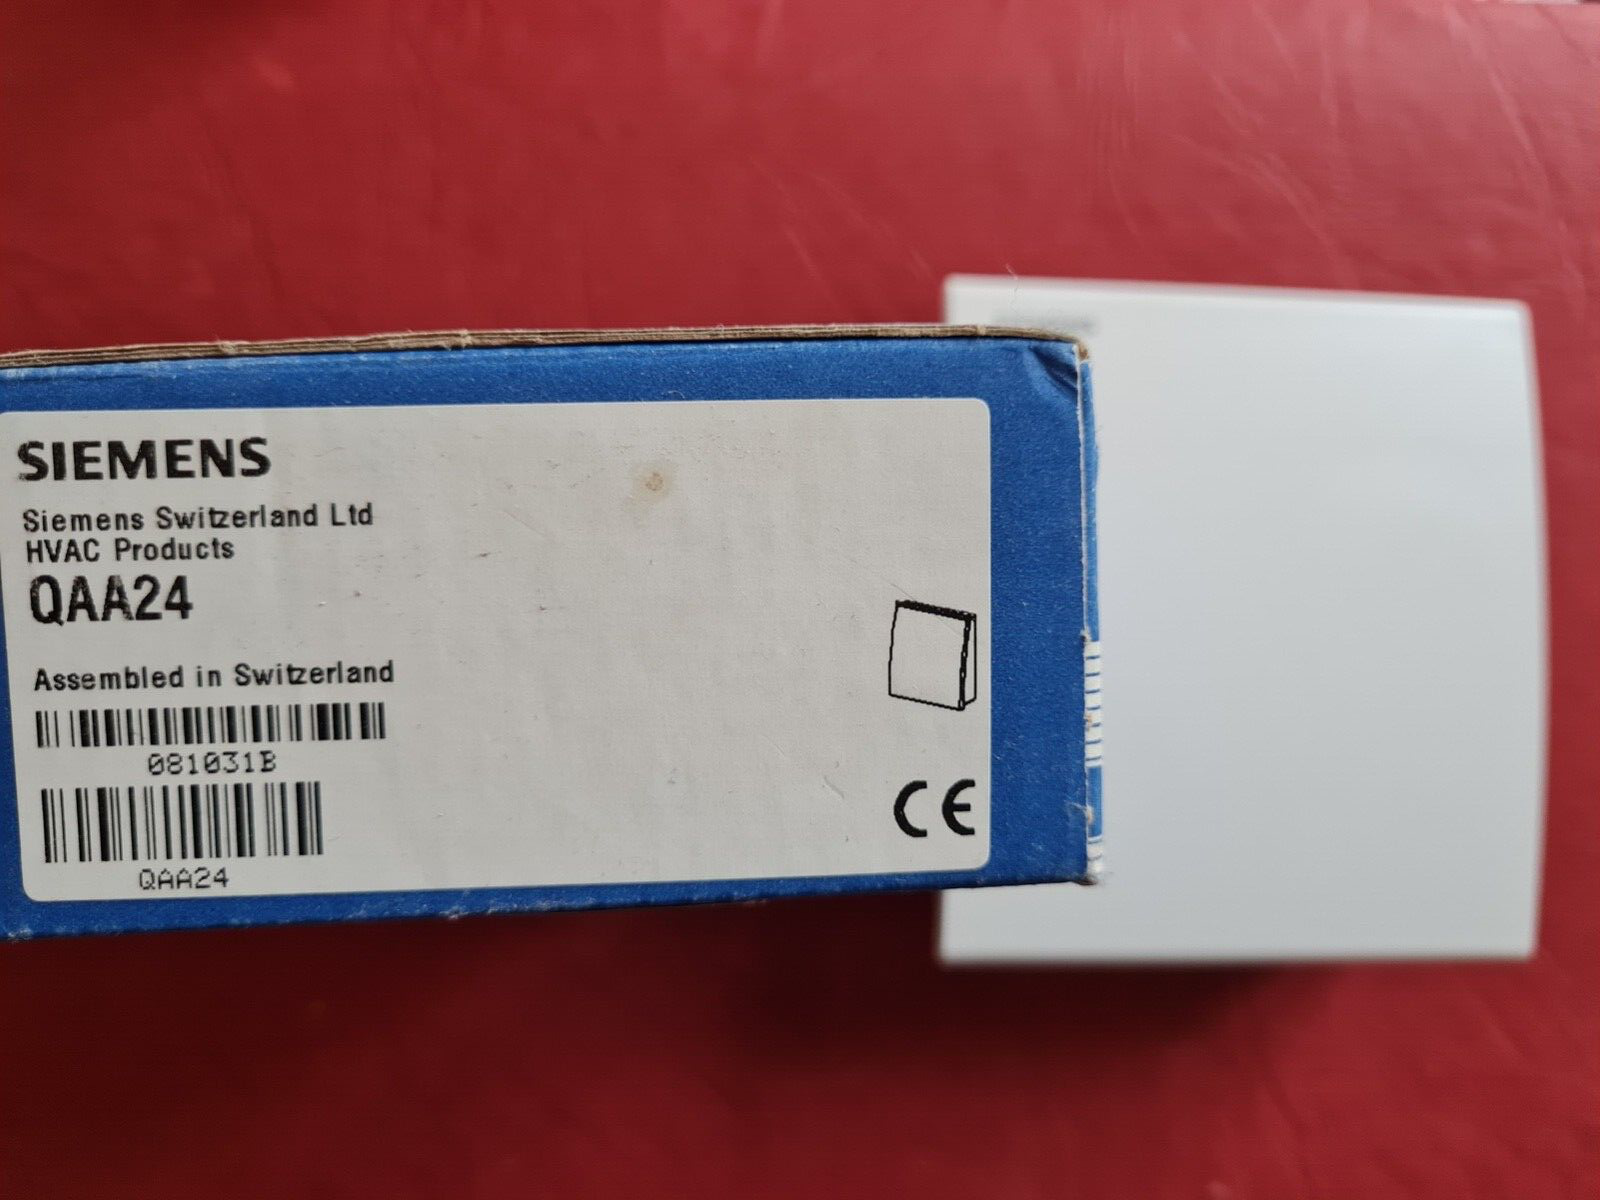 SIEMENS
Siemens Switzerland Ltd
HVAC Products
QAA24
Assembled in Switzerland
081031B
QAA24
CE